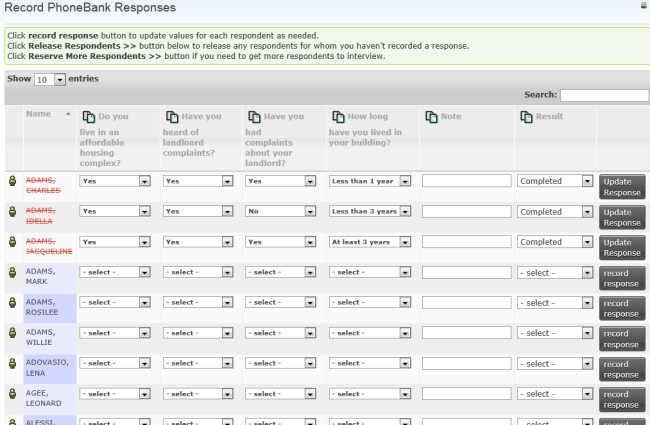 Record PhoneBank Responses
Click record response button to update values for each respondent as needed.
Click Release Respondents >> button below to release any respondents for whom you haven't recorded a response.
Click Reserve More Respondents >> button if you need to get more respondents to interview.
Show 10 entries
Search:
Name Do you live in an affordable housing complex? Have you heard of landloard complaints? Have you had complaints about your landlord? How long have you lived in your building? Note Result
ADAMS, CHARLES Yes Yes Yes Less than 1 year Completed Update Response
ADAMS, IDELLA Yes Yes No Less than 3 years Completed Update Response
ADAMS, JACQUELINE Yes Yes Yes At least 3 years Completed Update Response
ADAMS, MARK - select - - select - - select - - select - - select - record response
ADAMS, ROSILEE - select - - select - - select - - select - - select - record response
ADAMS, WILLIE - select - - select - - select - - select - - select - record response
ADOVASIO, LENA - select - - select - - select - - select - - select - record response
AGEE, LEONARD - select - - select - - select - - select - - select - record response
ALESSI, - select - - select - - select - - select - - select - record